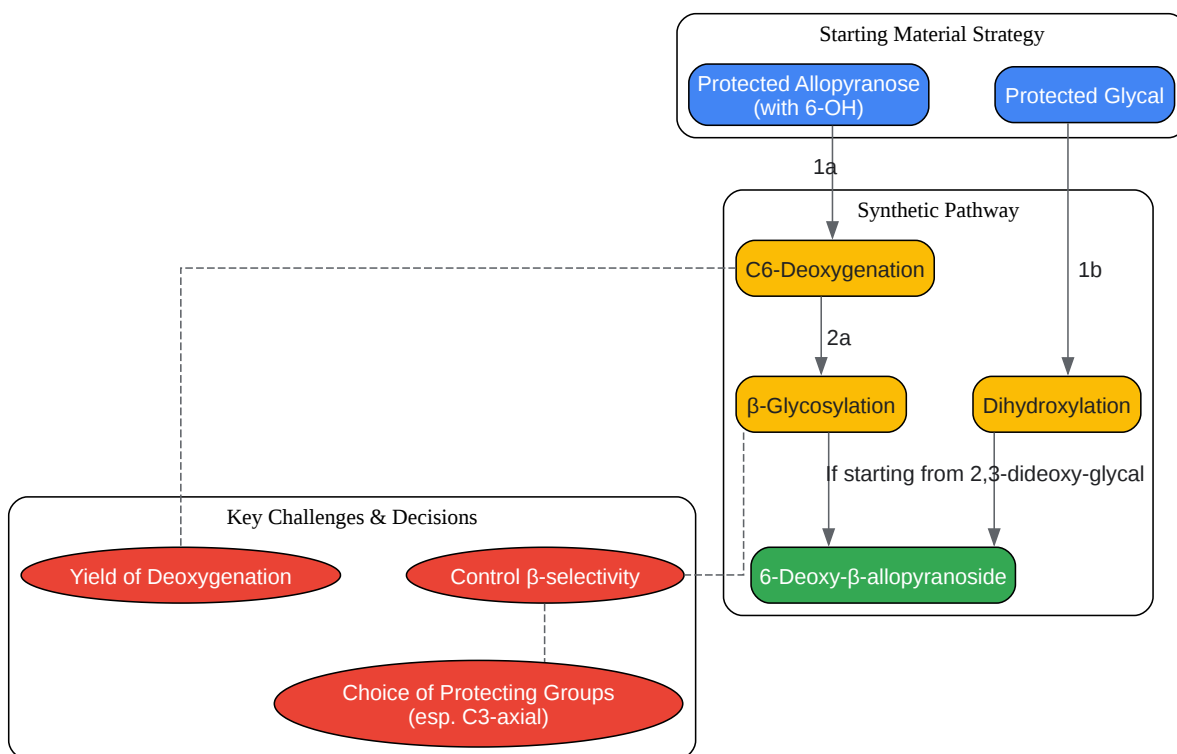 Starting Material Strategy
Protected Allopyranose
(with 6-OH)
Protected Glycal
1a
Synthetic Pathway
C6-Deoxygenation
1b
2a
β-Glycosylation
Dihydroxylation
If starting from 2,3-dideoxy-glycal
Key Challenges & Decisions
Yield of Deoxygenation
Control β-selectivity
6-Deoxy-β-allopyranoside
Choice of Protecting Groups
(esp. C3-axial)